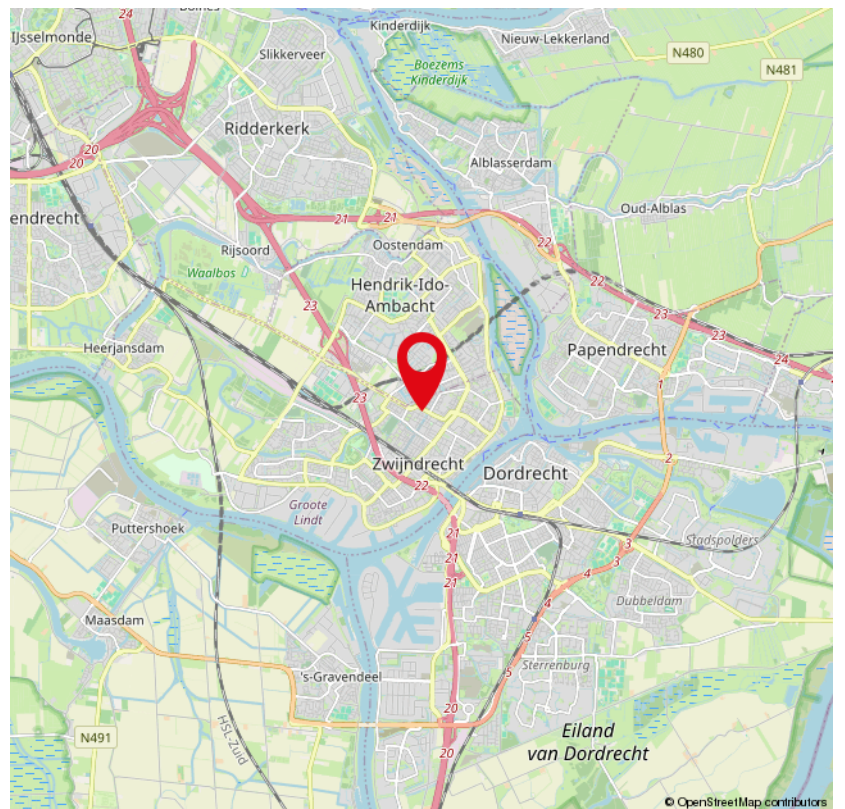 24
Kinderdijk
IJsselmonde
Slikkerveer
Nieuw-Lekkerland
N480
N481
Boezems
Kinderdijk
Ridderkerk
20
20
20
Alblasserdam
Oud-Alblas
endrecht
21
21
22
Oostendam
Rijsoord
Waalbos
22
Hendrik-Ido-
Ambacht
23
23
Heerjansdam
Papendrecht
24
1
23
2
Zwijndrecht
Dordrecht
22
Groote
Lindt
Puttershoek
21
21
21
3
3
Stadspolders
4
4
Dubbeldam
Maasdam
5
5
Sterrenburg
's-Gravendeel
20
20
N491
HSL-Zuid
Eiland
van Dordrecht
© OpenStreetMap contributors